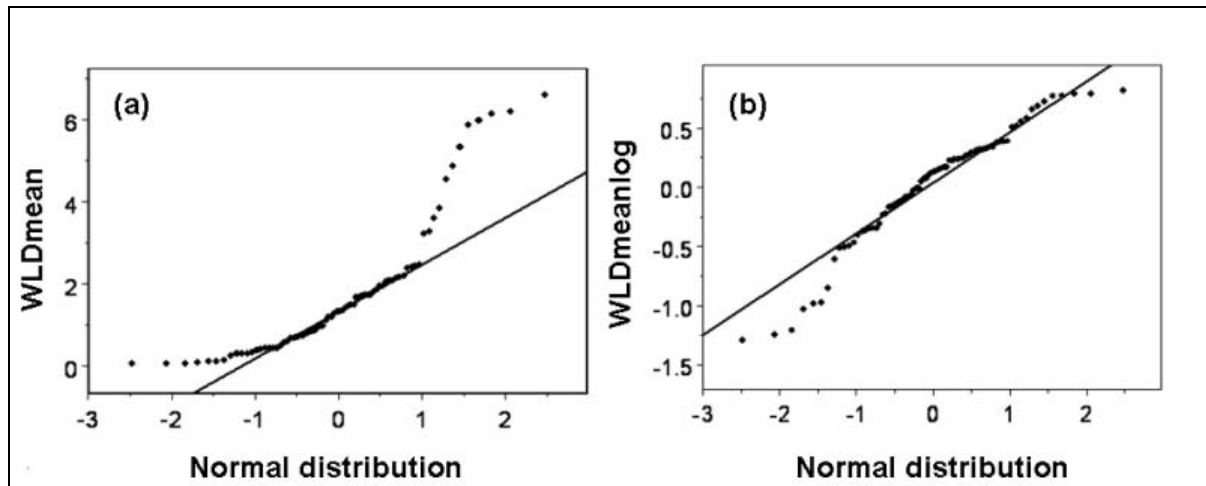 (a)
WLDmean
6
4
2
0
-3 -2 -1 0 1 2
Normal distribution
(b)
WLDmeanlog
0.5
0.0
-0.5
-1.0
-1.5
-3 -2 -1 0 1 2
Normal distribution